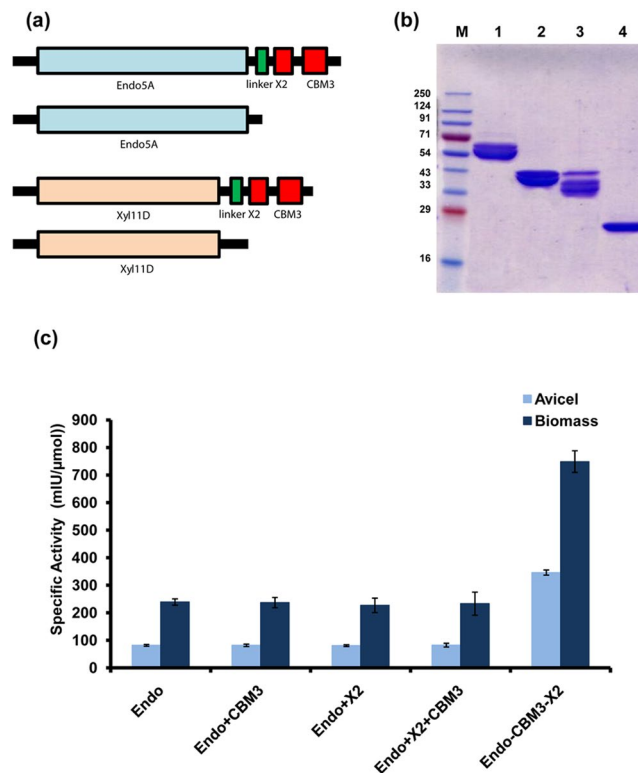 (a)
Endo5A
linker X2 CBM3
Endo5A
Xyl11D
linker X2 CBM3
Xyl11D
(b)
M 1 2 3 4
250
124
91
71
54
43
33
29
16
(c)
Avicel
Biomass
Specific Activity (mIU/µmol))
900
800
700
600
500
400
300
200
100
0
Endo
Endo+CBM3
Endo+X2
Endo+X2+CBM3
Endo-CBM3-X2